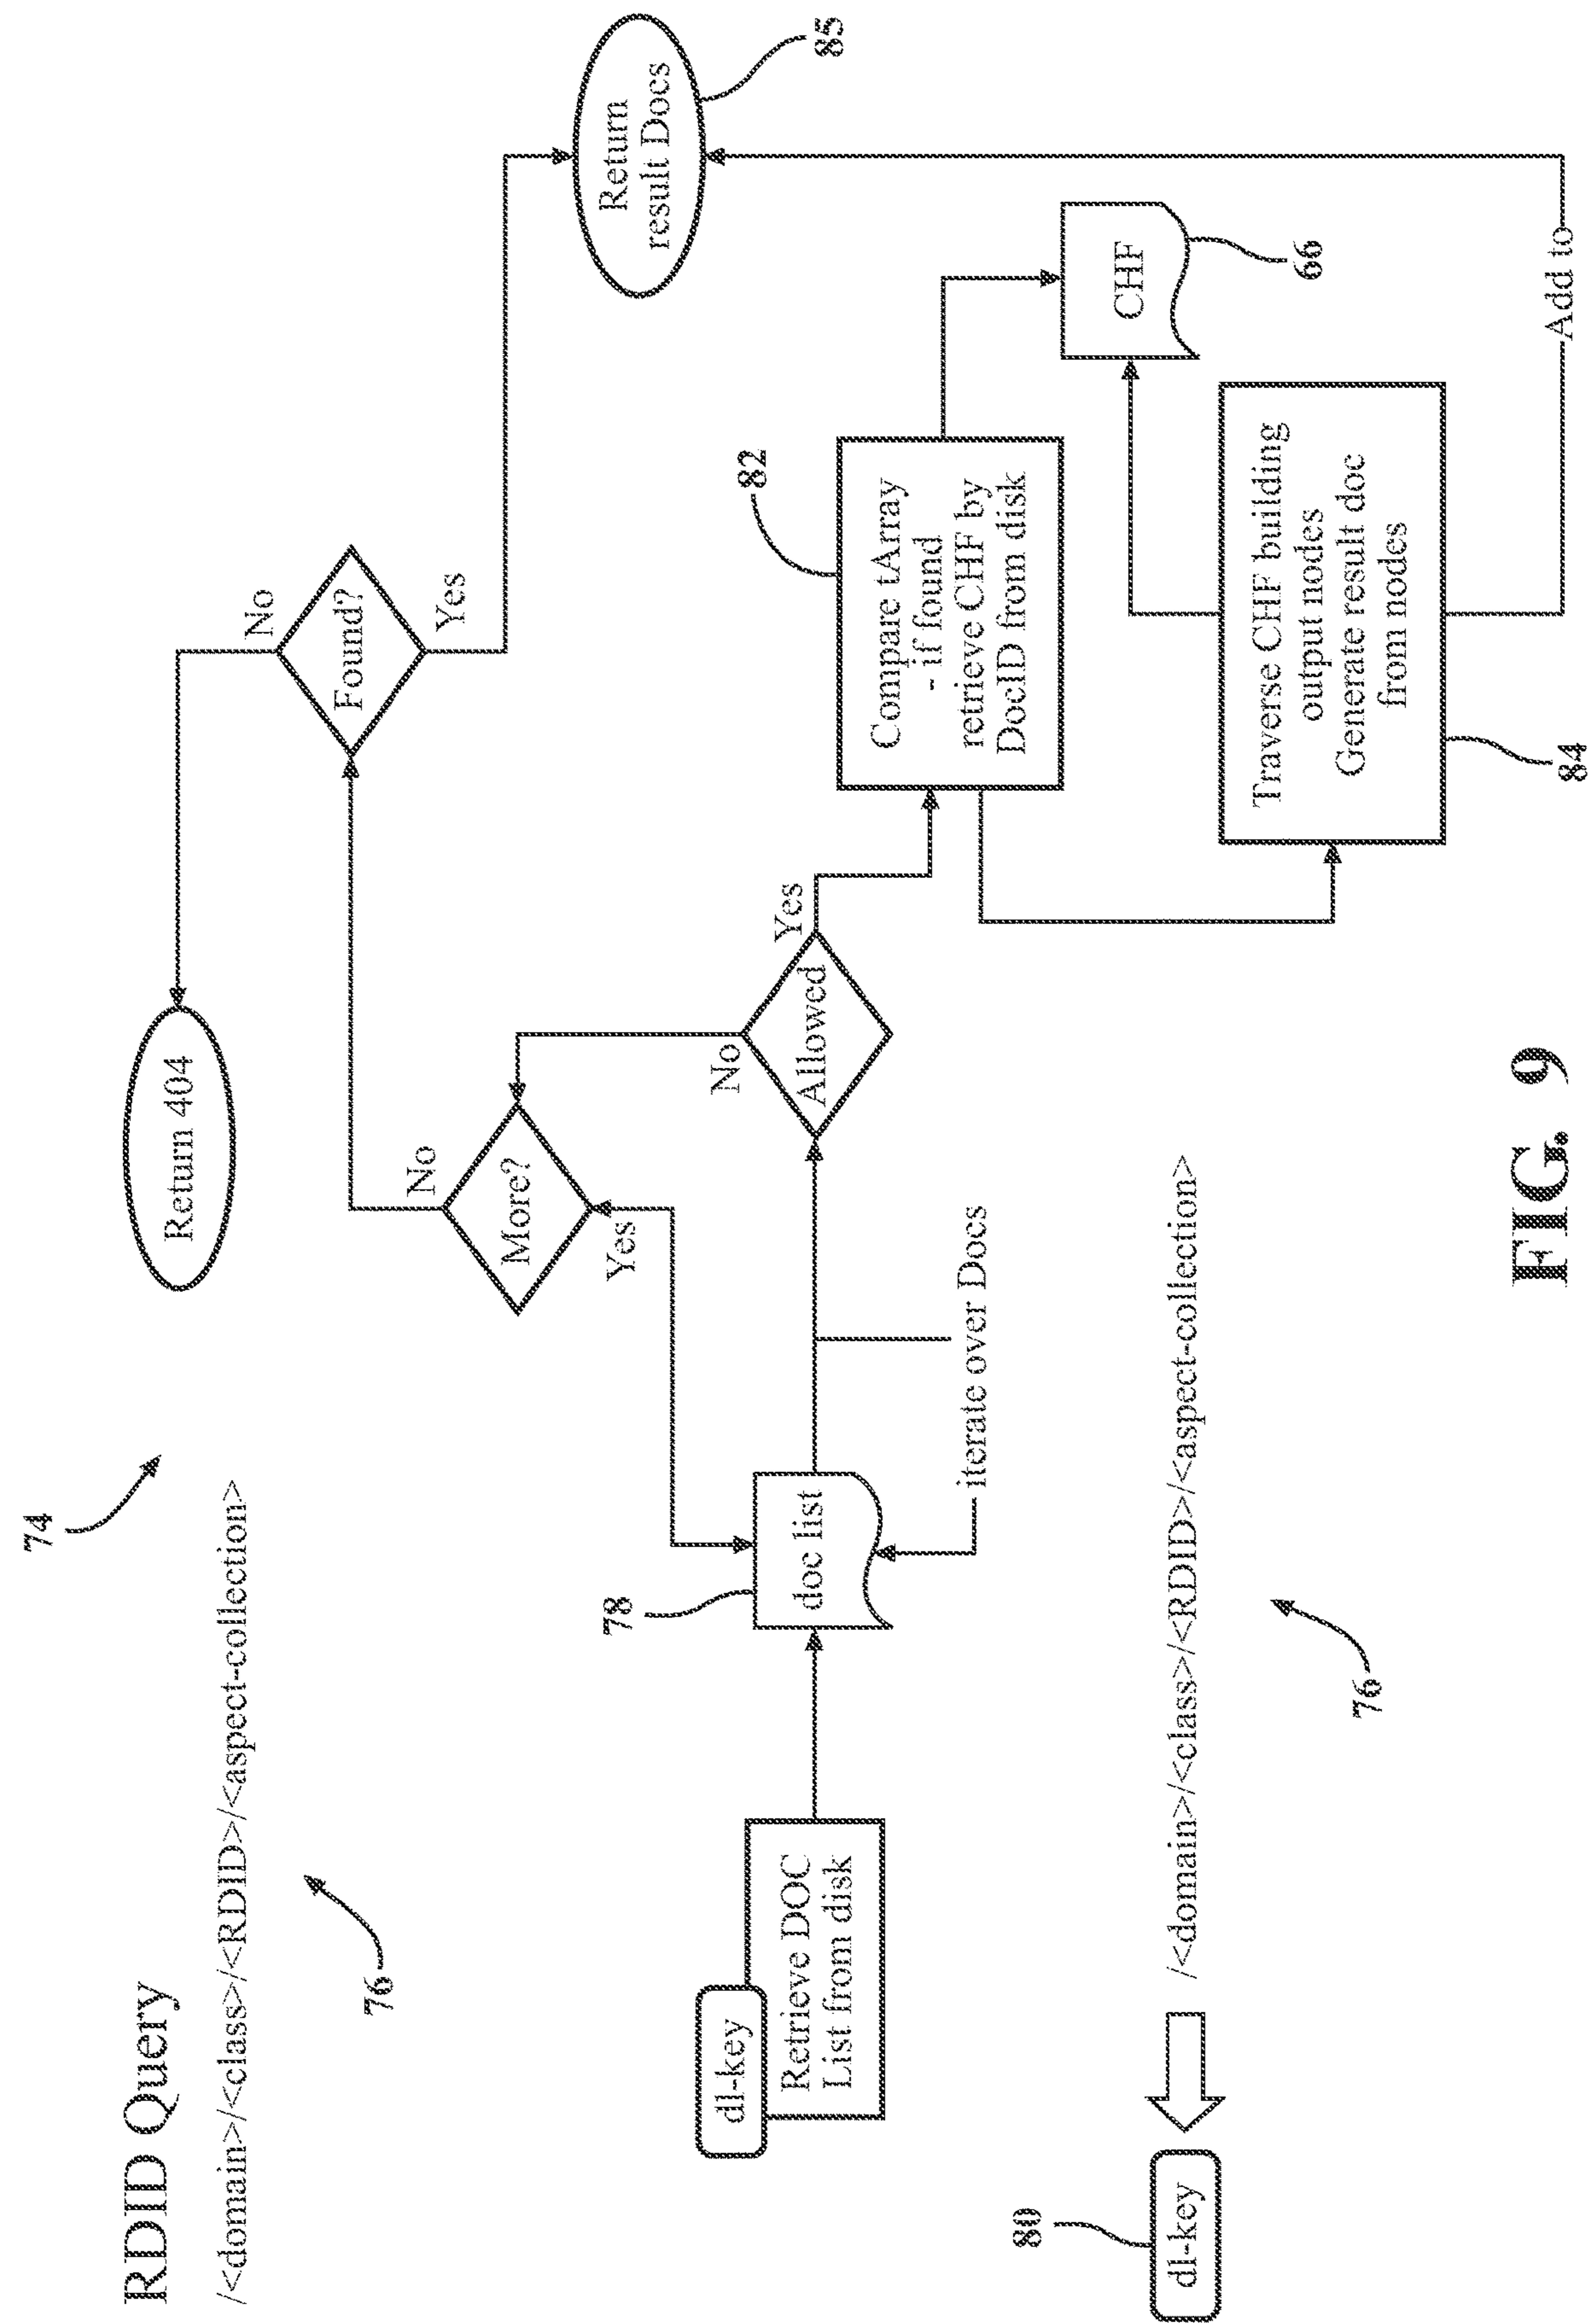 RDID Query
74
/<domain>/<class>/<RDID>/<aspect-collection>
76
Return 404
No
Found?
Yes
No
More?
Yes
Return
result Docs
85
dl-key
Retrieve DOC
List from disk
78
doc list
iterate over Docs
No
Allowed
Yes
82
Compare tArray
- if found
retrieve CHF by
DocID from disk
CHF
66
Traverse CHF building
output nodes
Generate result doc
from nodes
84
Add to
80
dl-key
/<domain>/<class>/<RDID>/<aspect-collection>
76
FIG. 9